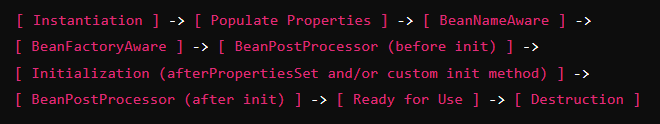 [ Instantiation ] -> [ Populate Properties ] -> [ BeanNameAware ] ->
[ BeanFactoryAware ] -> [ BeanPostProcessor (before init) ] ->
[ Initialization (afterPropertiesSet and/or custom init method) ] ->
[ BeanPostProcessor (after init) ] -> [ Ready for Use ] -> [ Destruction ]